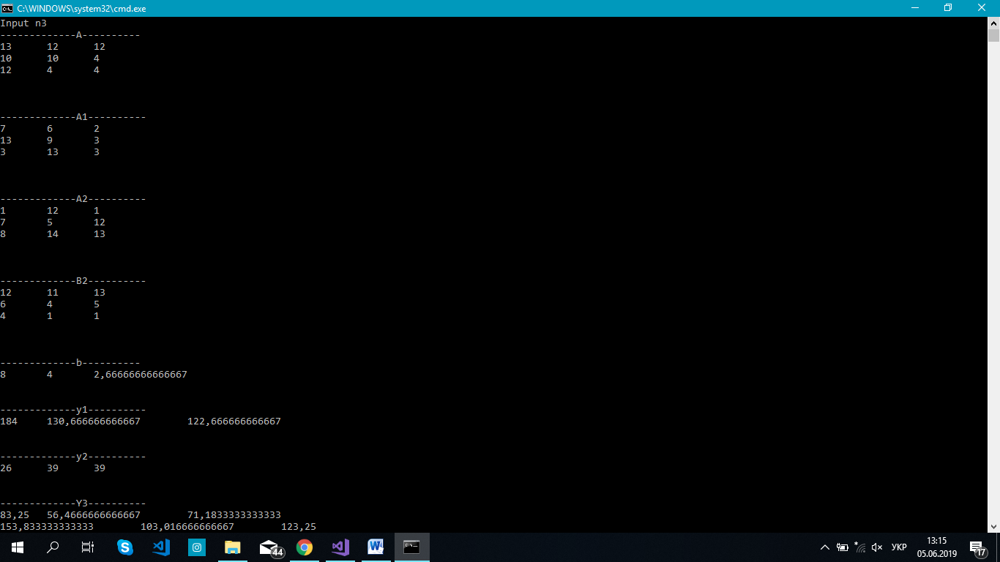 C:\WINDOWS\system32\cmd.exe
Input n3
-------------A----------
13 12 12
10 10 4
12 4 4
-------------A1----------
7 6 2
13 9 3
3 13 3
-------------A2----------
1 12 1
7 5 12
8 14 13
-------------B2----------
12 11 13
6 4 5
4 1 1
-------------b----------
8 4 2,66666666666667
-------------y1----------
184 130,666666666667 122,666666666667
-------------y2----------
26 39 39
-------------Y3----------
83,25 56,4666666666667 71,1833333333333
153,833333333333 103,016666666667 123,25
44
УКР
13:15
05.06.2019
17